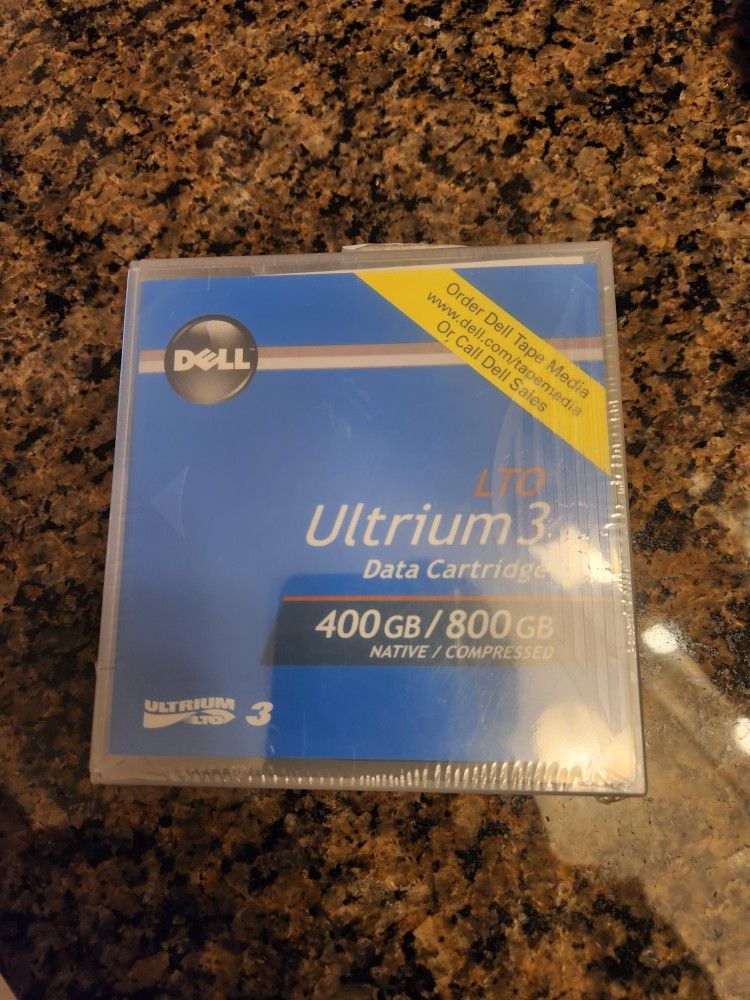 Order Dell Tape Media
www.dell.com/tapemedia
Or, Call Dell Sales
DELL
LTO
Ultrium 3
Data Cartridge
400 GB / 800 GB
NATIVE / COMPRESSED
ULTRIUM
LTO 3